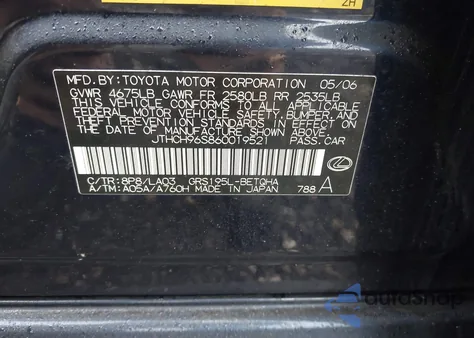 2H
MFD. BY: TOYOTA MOTOR CORPORATION 05/06
GVWR 4675LB GAWR FR 2580LB RR 2535LB
THIS VEHICLE CONFORMS TO ALL APPLICABLE
FEDERAL MOTOR VEHICLE SAFETY, BUMPER, AND
THEFT PREVENTION STANDARDS IN EFFECT ON
THE DATE OF MANUFACTURE SHOWN ABOVE.
JTHCH96S860019521 PASS.CAR
C/TR: 8P8/LA03 GRS195L-BETQHA
A/TM: A05A/A760H MADE IN JAPAN 788 A
AutoShop